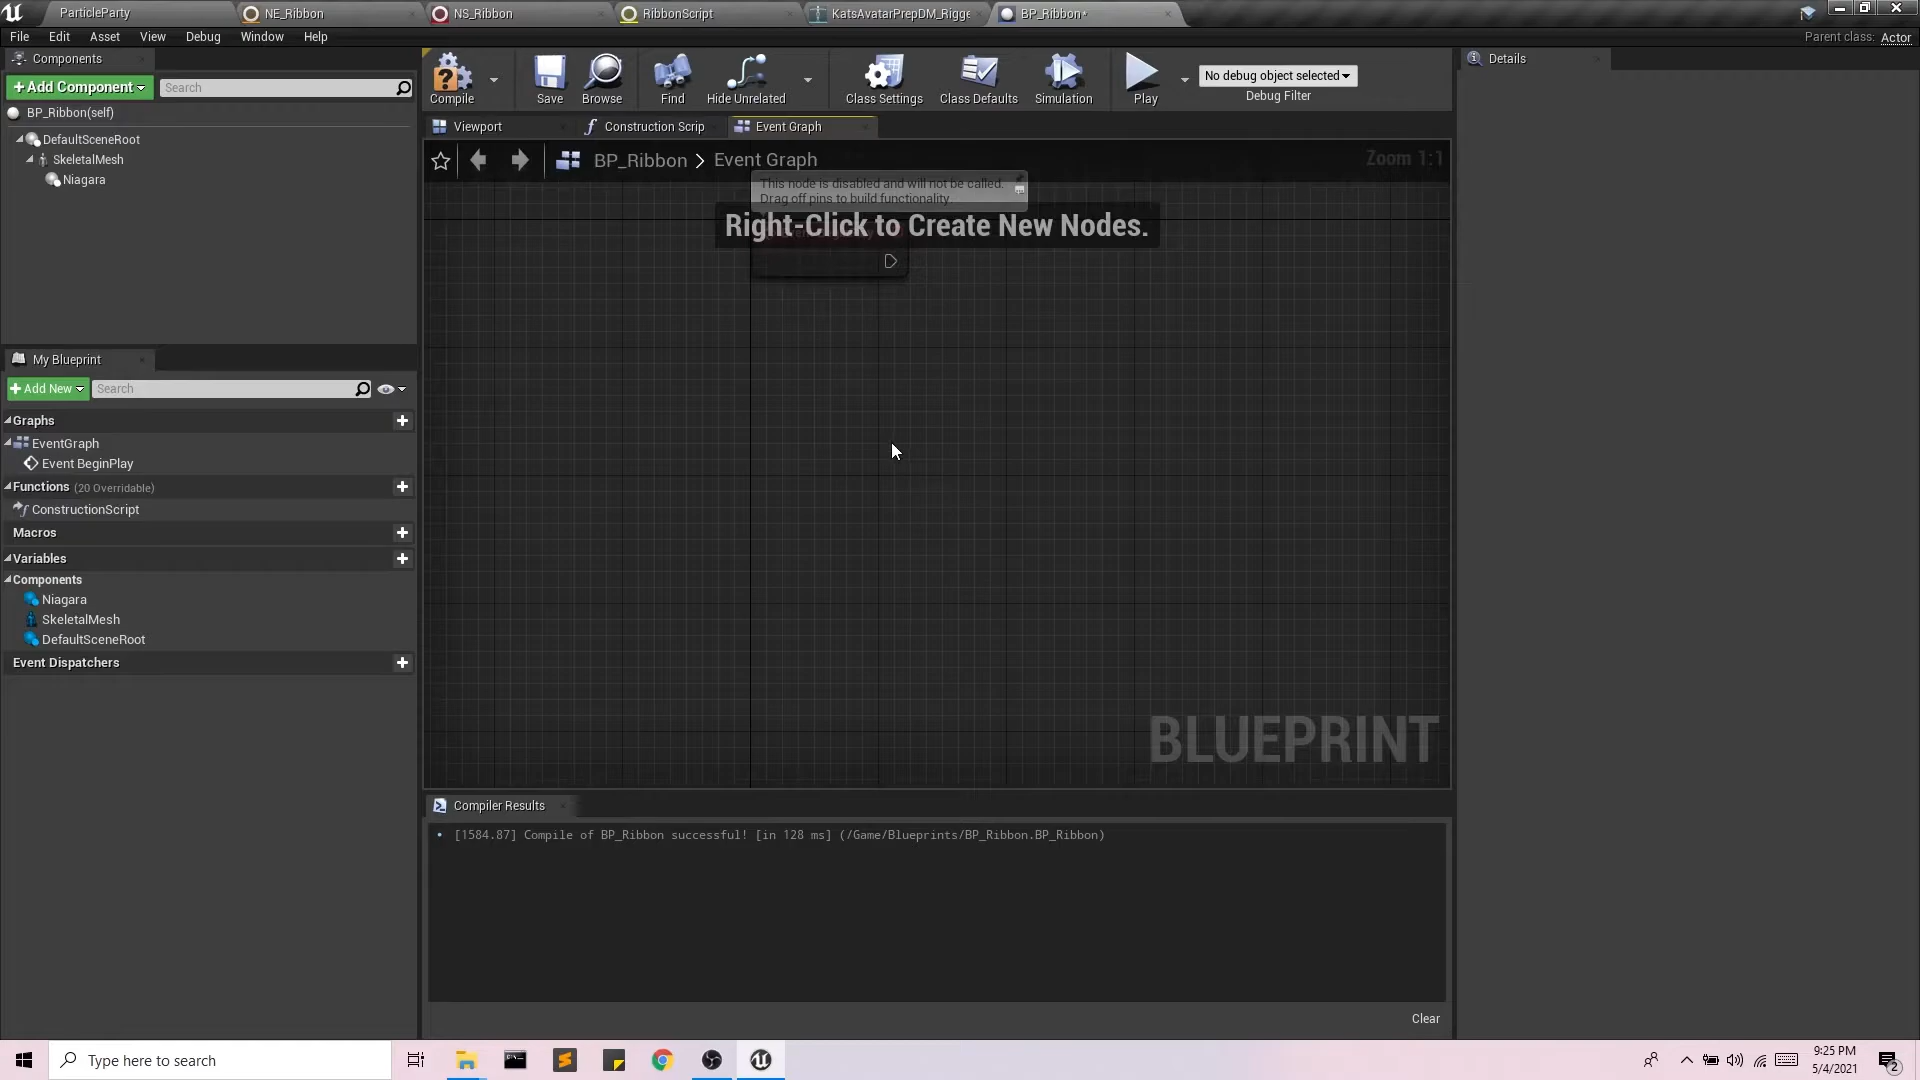 ParticleParty
NE_Ribbon
NS_Ribbon
RibbonScript
KatsAvatarPrepDM_Rigge
BP_Ribbon*
File Edit Asset View Debug Window Help
Parent class: Actor
Components
+Add Component
Search
BP_Ribbon(self)
DefaultSceneRoot
SkeletalMesh
Niagara
Compile
Save
Browse
Find
Hide Unrelated
Class Settings
Class Defaults
Simulation
Play
No debug object selected
Debug Filter
Details
Viewport
Construction Scrip
Event Graph
BP_Ribbon > Event Graph
Zoom 1:1
This node is disabled and will not be called.
Drag off pins to build functionality.
Right-Click to Create New Nodes.
BLUEPRINT
My Blueprint
+Add New
Search
Graphs
EventGraph
Event BeginPlay
Functions (20 Overridable)
ConstructionScript
Macros
Variables
Components
Niagara
SkeletalMesh
DefaultSceneRoot
Event Dispatchers
Compiler Results
• [1584.87] Compile of BP_Ribbon successful! [in 128 ms] (/Game/Blueprints/BP_Ribbon.BP_Ribbon)
Clear
Type here to search
9:25 PM
5/4/2021
2